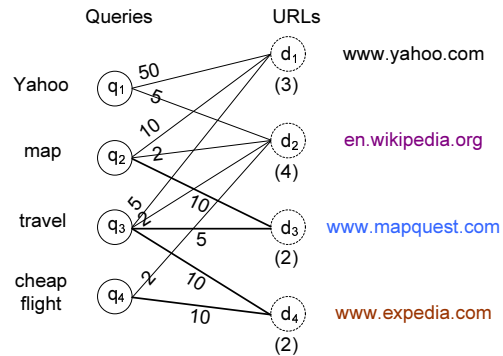 Queries URLs
Yahoo q1 50 5 d1 (3) www.yahoo.com
map q2 10 2 10 d2 (4) en.wikipedia.org
travel q3 5 2 5 10 d3 (2) www.mapquest.com
cheap flight q4 2 10 d4 (2) www.expedia.com